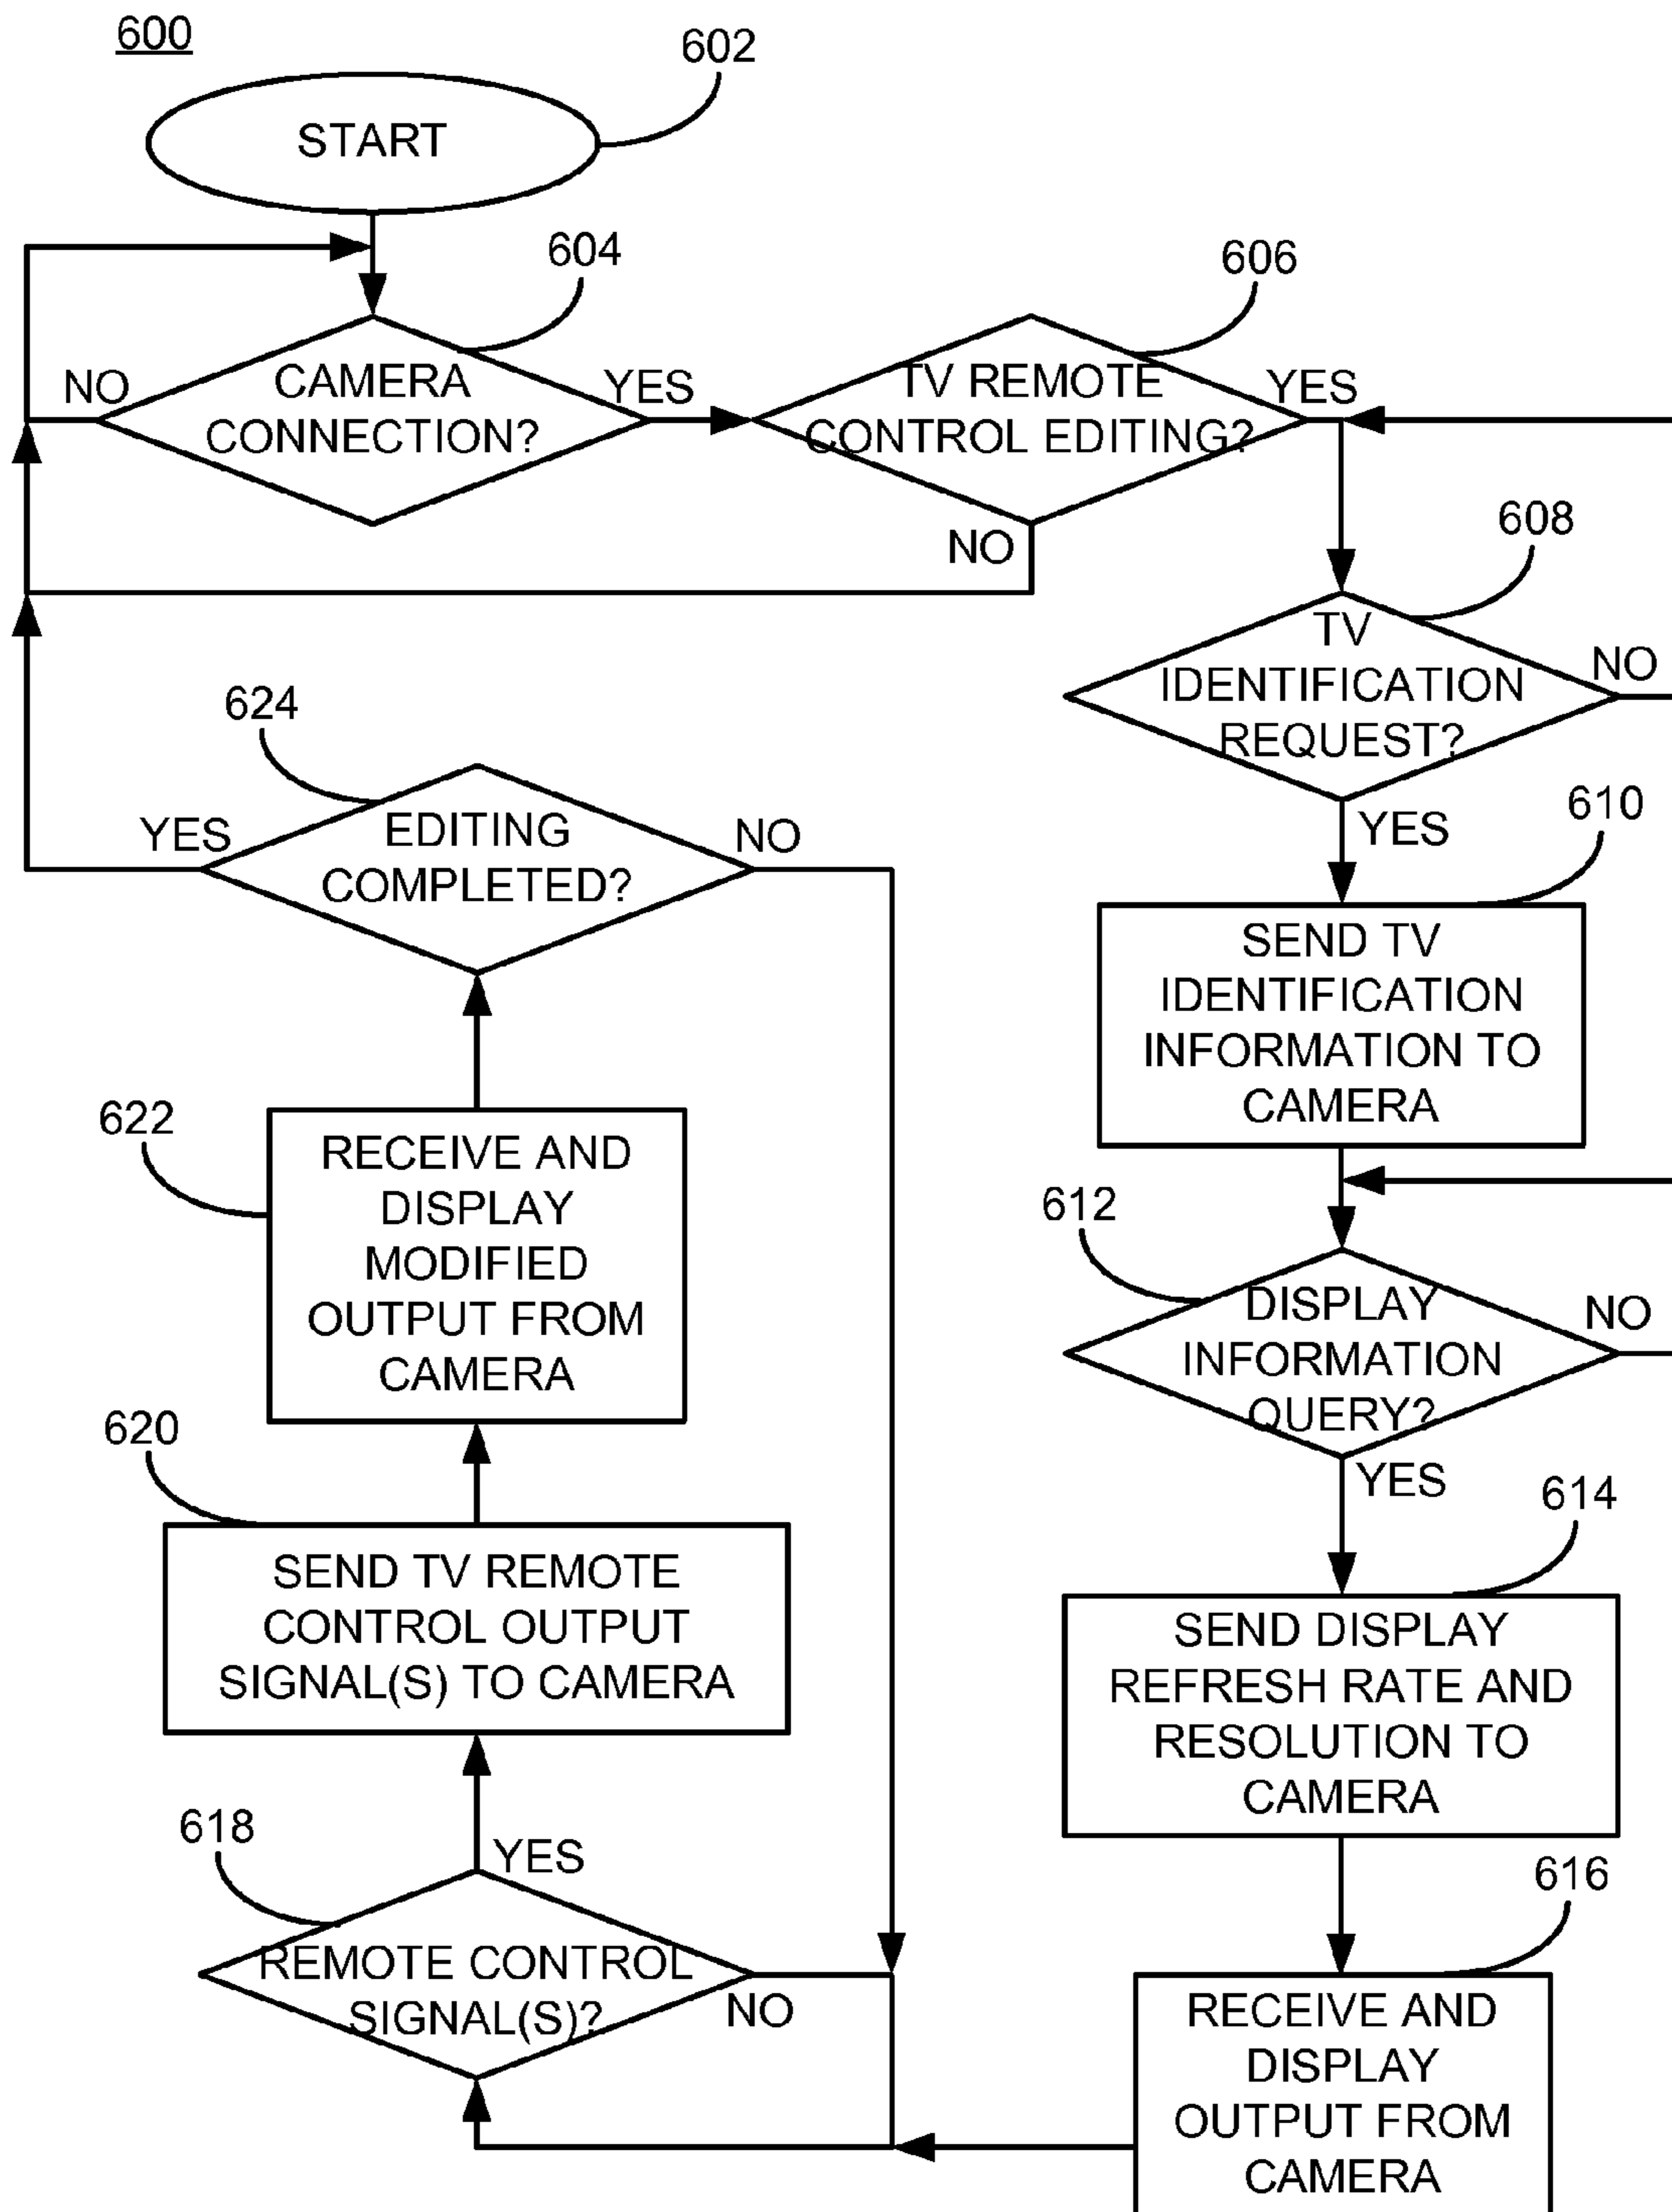 600
602
START
604
606
NO
CAMERA
CONNECTION?
YES
TV REMOTE
CONTROL EDITING?
YES
NO
608
TV
IDENTIFICATION
REQUEST?
NO
YES
610
SEND TV
IDENTIFICATION
INFORMATION TO
CAMERA
612
DISPLAY
INFORMATION
QUERY?
NO
YES
614
SEND DISPLAY
REFRESH RATE AND
RESOLUTION TO
CAMERA
616
RECEIVE AND
DISPLAY
OUTPUT FROM
CAMERA
618
REMOTE CONTROL
SIGNAL(S)?
NO
YES
620
SEND TV REMOTE
CONTROL OUTPUT
SIGNAL(S) TO CAMERA
622
RECEIVE AND
DISPLAY
MODIFIED
OUTPUT FROM
CAMERA
624
YES
EDITING
COMPLETED?
NO